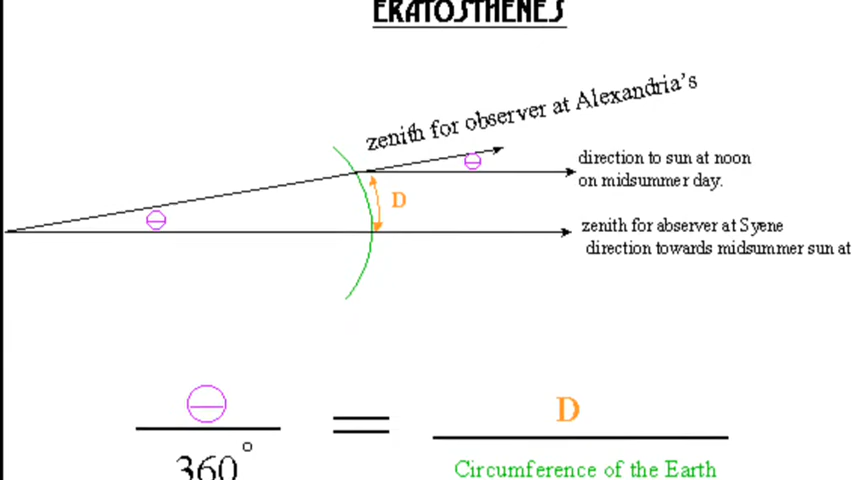 ERATOSTHENES
zenith for observer at Alexandria's
direction to sun at noon
on midsummer day.
D
zenith for abserver at Syene
direction towards midsummer sun at
Θ
Θ
Θ = D
360° Circumference of the Earth